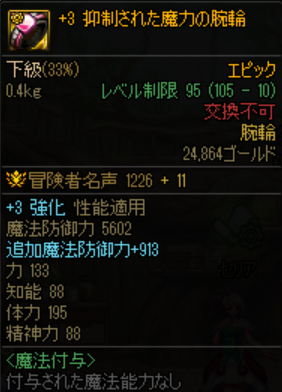 +3 抑制された魔力の腕輪
下級(33%) エピック
0.4kg レベル制限 95 (105 - 10)
交換不可
腕輪
24,864ゴールド
冒険者名声 1226 + 11
+3 強化 性能適用
魔法防御力 5602
追加魔法防御力+913
力 133
知能 88
体力 195
精神力 88
<魔法付与>
付与された魔法能力なし